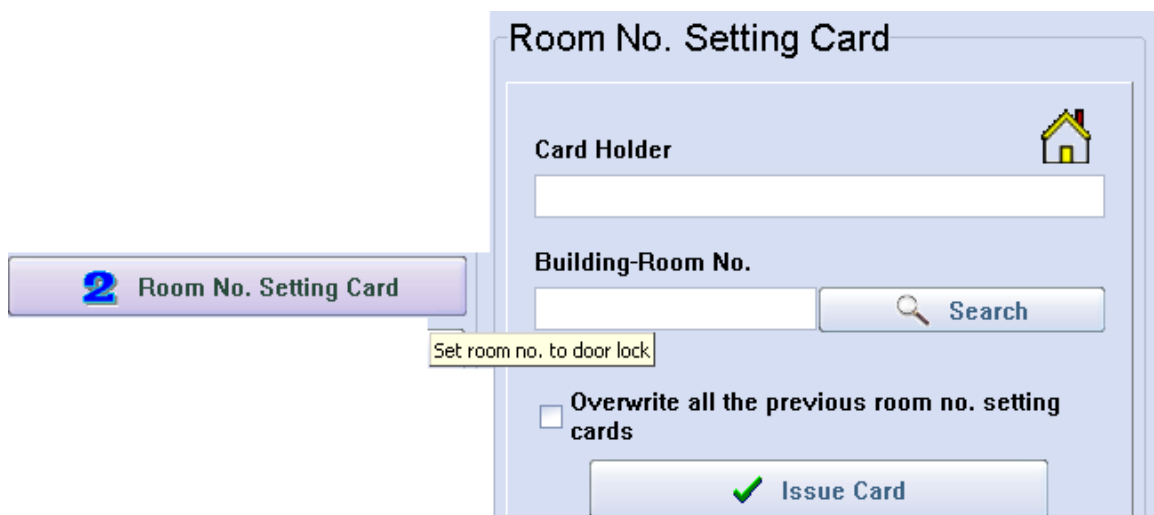 Room No. Setting Card
Card Holder
Building-Room No.
2 Room No. Setting Card
Search
Set room no. to door lock
Overwrite all the previous room no. setting
cards
Issue Card